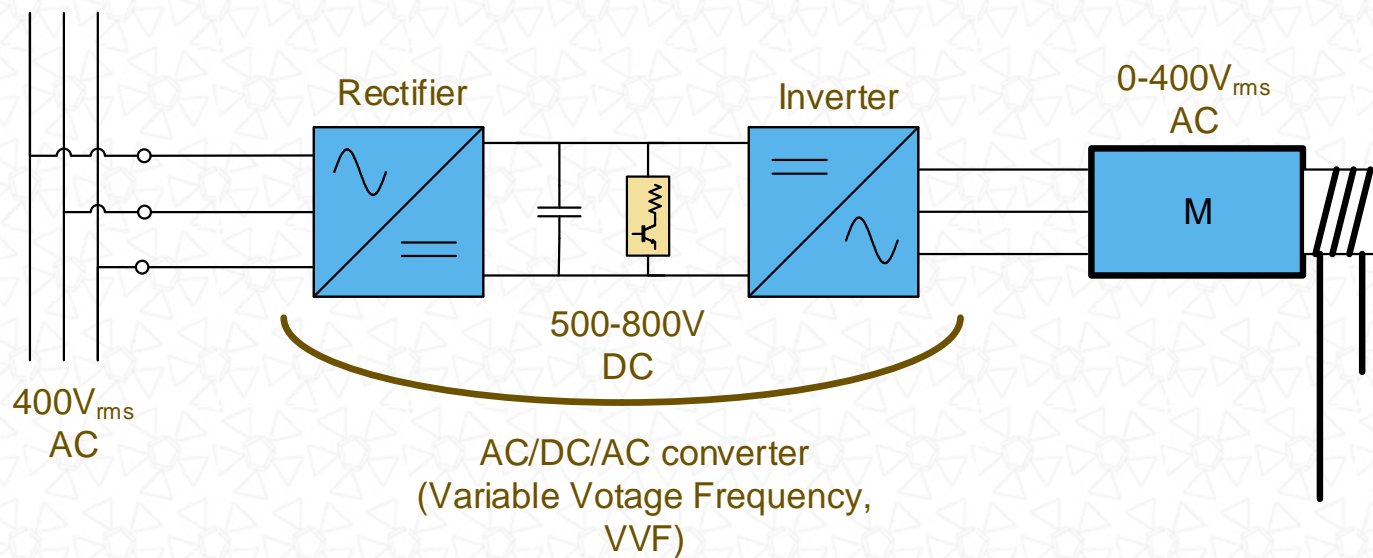 Rectifier
Inverter
0-400Vrms
AC
M
500-800V
DC
400Vrms
AC
AC/DC/AC converter
(Variable Votage Frequency,
VVF)